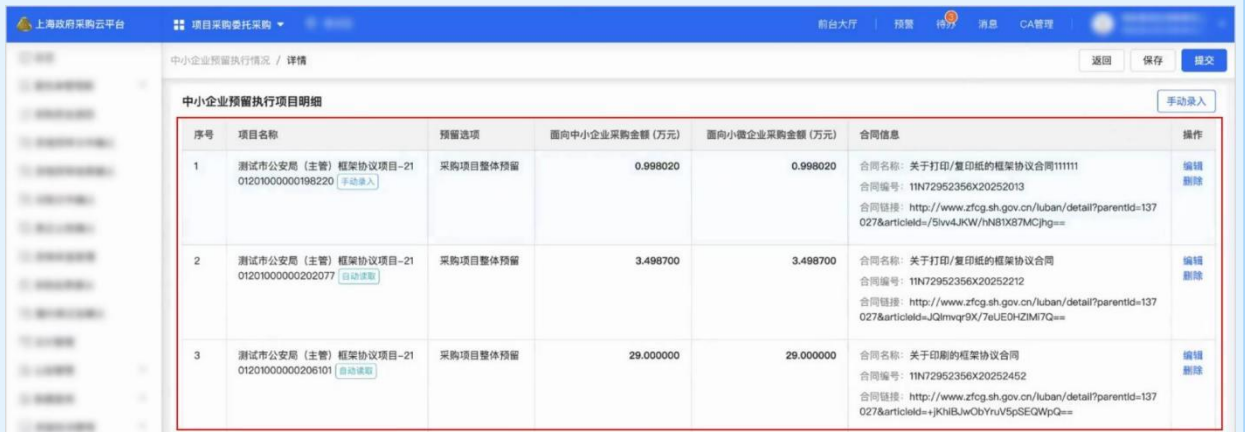 上海政府采购云平台
项目采购委托采购
前台大厅
预警
待办
3
消息
CA管理
中小企业预留执行情况 / 详情
返回
保存
提交
中小企业预留执行项目明细
手动录入
序号 项目名称 预留选项 面向中小企业采购金额 (万元) 面向小微企业采购金额 (万元) 合同信息 操作
1 测试市公安局（主管）框架协议项目-21 采购项目整体预留 0.998020 0.998020 合同名称：关于打印/复印纸的框架协议合同111111 编辑
01201000000198220 手动录入 合同编号：11N72952356X20252013 删除
合同链接：http://www.zfcg.sh.gov.cn/luban/detail?parentId=137
027&articleId=/5Ivv4JKW/hN81X87MCjhg==
2 测试市公安局（主管）框架协议项目-21 采购项目整体预留 3.498700 3.498700 合同名称：关于打印/复印纸的框架协议合同 编辑
01201000000202077 自动读取 合同编号：11N72952356X20252212 删除
合同链接：http://www.zfcg.sh.gov.cn/luban/detail?parentId=137
027&articleId=JQlmvqr9X/7eUE0HZIMi7Q==
3 测试市公安局（主管）框架协议项目-21 采购项目整体预留 29.000000 29.000000 合同名称：关于印刷的框架协议合同 编辑
01201000000206101 自动读取 合同编号：11N72952356X20252452 删除
合同链接：http://www.zfcg.sh.gov.cn/luban/detail?parentId=137
027&articleId=+jKhiBJwObYruV5pSEQWpQ==